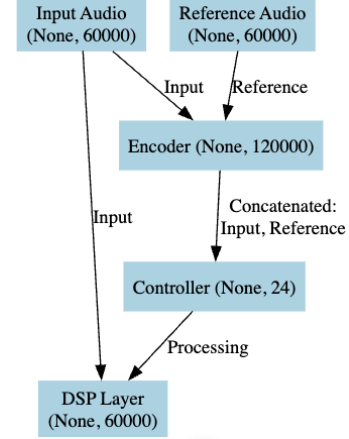 Input Audio
(None, 60000)
Reference Audio
(None, 60000)
Input
Reference
Encoder (None, 120000)
Concatenated:
Input, Reference
Input
Controller (None, 24)
Processing
DSP Layer
(None, 60000)